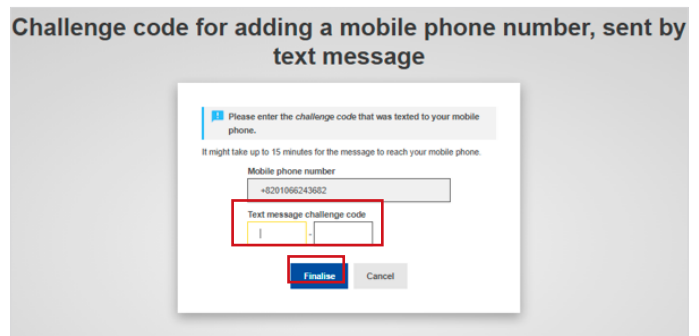 Challenge code for adding a mobile phone number, sent by
text message
Please enter the challenge code that was texted to your mobile
phone.
It might take up to 15 minutes for the message to reach your mobile phone.
Mobile phone number
+8201066243682
Text message challenge code
-
Finalise Cancel